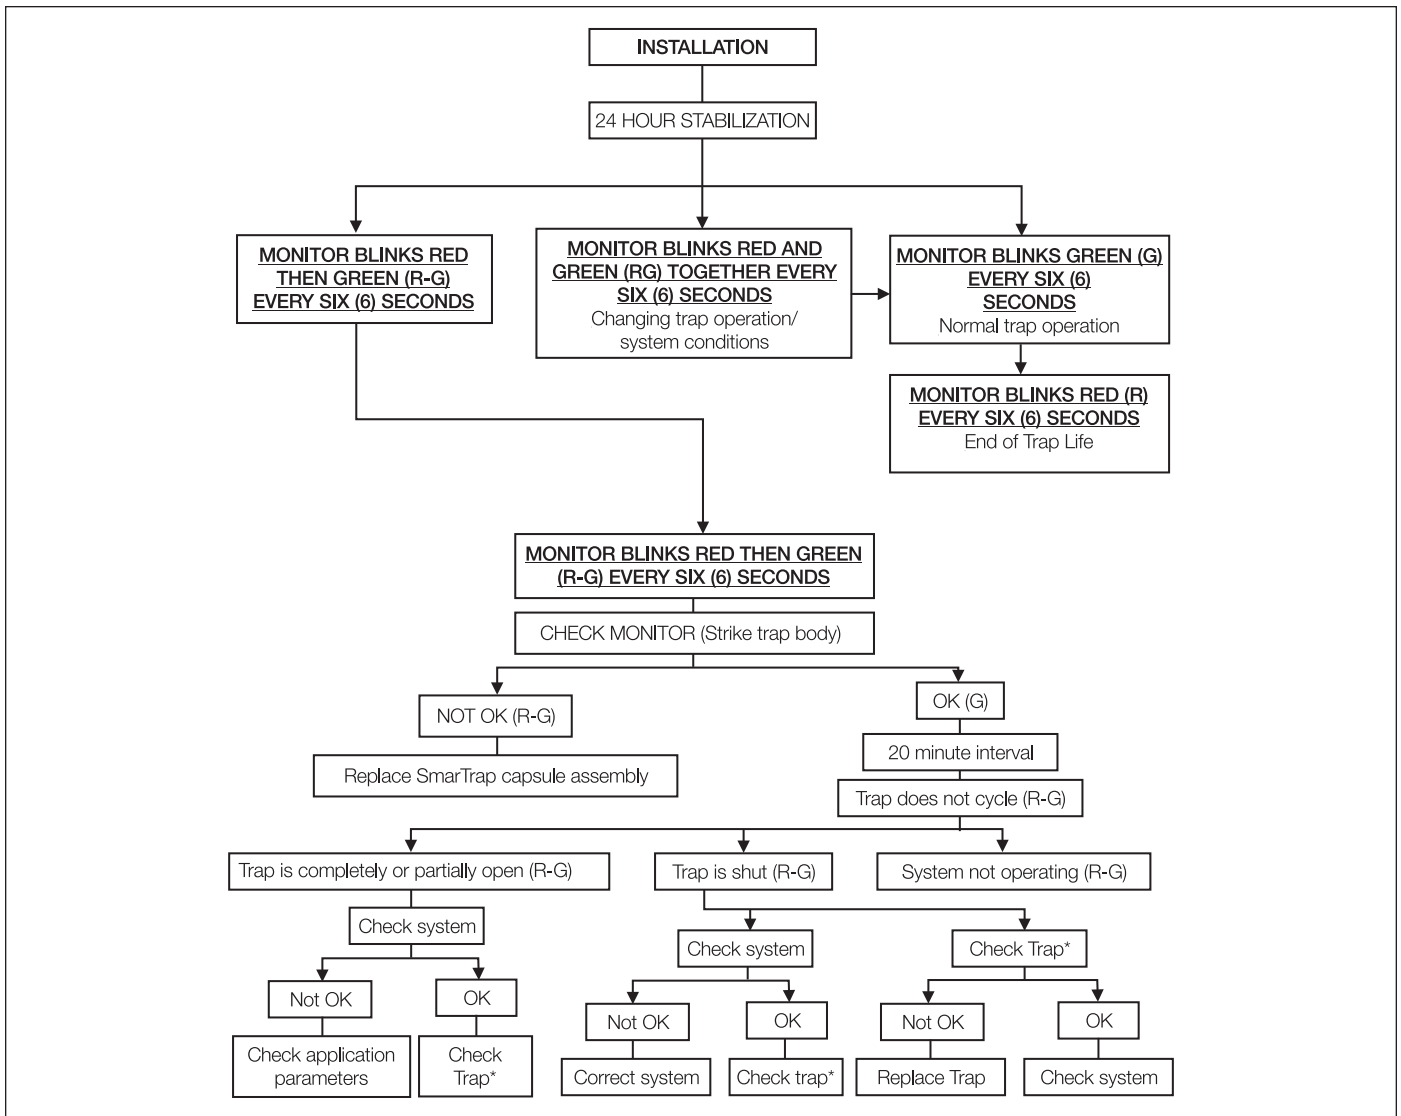 INSTALLATION
24 HOUR STABILIZATION
MONITOR BLINKS RED
THEN GREEN (R-G)
EVERY SIX (6) SECONDS
MONITOR BLINKS RED AND
GREEN (RG) TOGETHER EVERY
SIX (6) SECONDS
Changing trap operation/
system conditions
MONITOR BLINKS GREEN (G)
EVERY SIX (6)
SECONDS
Normal trap operation
MONITOR BLINKS RED (R)
EVERY SIX (6) SECONDS
End of Trap Life
MONITOR BLINKS RED THEN GREEN
(R-G) EVERY SIX (6) SECONDS
CHECK MONITOR (Strike trap body)
NOT OK (R-G)
OK (G)
Replace SmarTrap capsule assembly
20 minute interval
Trap does not cycle (R-G)
Trap is completely or partially open (R-G)
Trap is shut (R-G)
System not operating (R-G)
Check system
Check system
Check Trap*
Not OK
OK
Not OK
OK
Not OK
OK
Check application
parameters
Check
Trap*
Correct system
Check trap*
Replace Trap
Check system